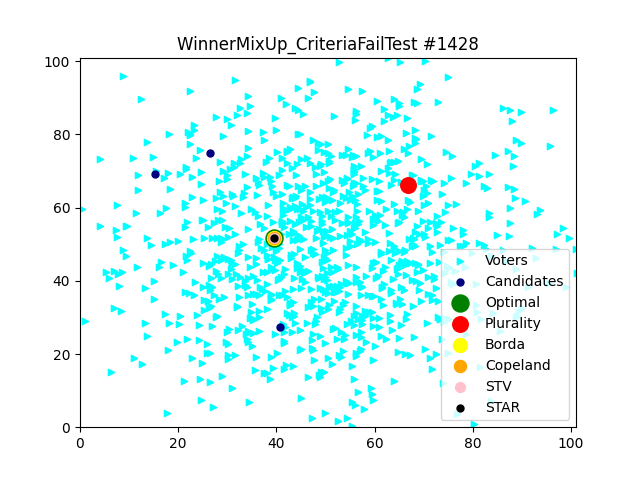 WinnerMixUp_CriteriaFailTest #1428
100
80
60
40
20
0
Voters
Candidates
Optimal
Plurality
Borda
Copeland
STV
STAR
0 20 40 60 80 100